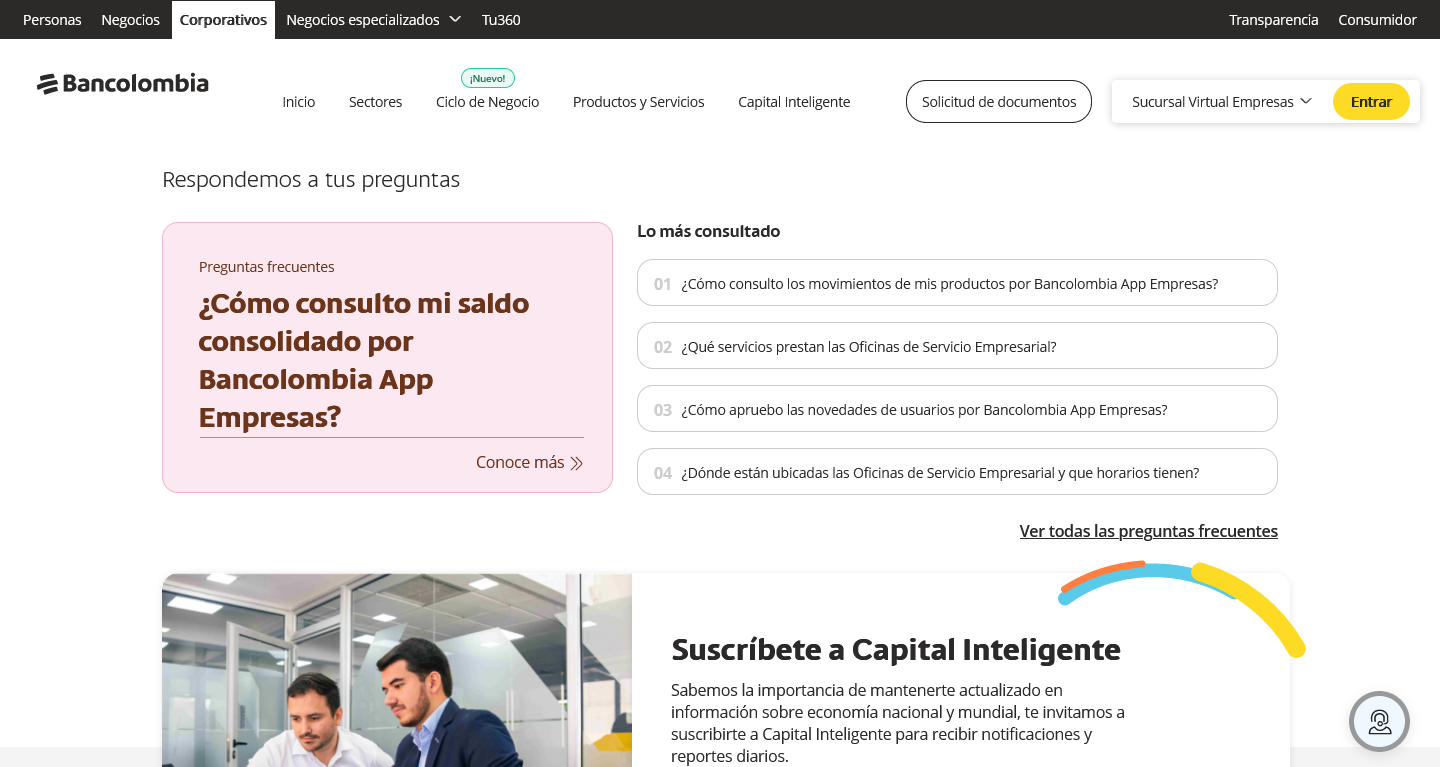 Personas Negocios Corporativos Negocios especializados Tu360 Transparencia Consumidor
Bancolombia
¡Nuevo!
Inicio Sectores Ciclo de Negocio Productos y Servicios Capital Inteligente Solicitud de documentos Sucursal Virtual Empresas Entrar
Respondemos a tus preguntas
Preguntas frecuentes
¿Cómo consulto mi saldo
consolidado por
Bancolombia App
Empresas?
Conoce más
Lo más consultado
01 ¿Cómo consulto los movimientos de mis productos por Bancolombia App Empresas?
02 ¿Qué servicios prestan las Oficinas de Servicio Empresarial?
03 ¿Cómo apruebo las novedades de usuarios por Bancolombia App Empresas?
04 ¿Dónde están ubicadas las Oficinas de Servicio Empresarial y que horarios tienen?
Ver todas las preguntas frecuentes
Suscríbete a Capital Inteligente
Sabemos la importancia de mantenerte actualizado en
información sobre economía nacional y mundial, te invitamos a
suscribirte a Capital Inteligente para recibir notificaciones y
reportes diarios.